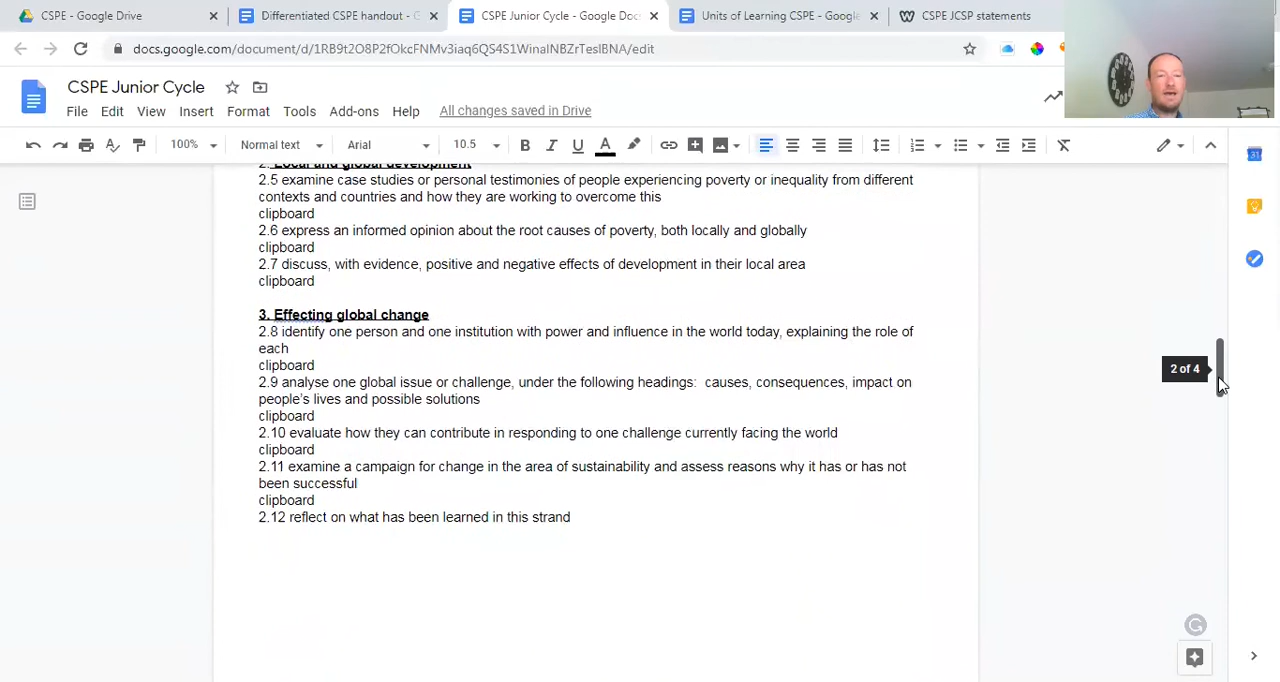 CSPE - Google Drive
Differentiated CSPE handout - G
CSPE Junior Cycle - Google Docs
Units of Learning CSPE - Google
CSPE JCSP statements
docs.google.com/document/d/1RB9t2O8P2fOkcFNMv3iaq6QS4S1WinalNBZrTeslBNA/edit
CSPE Junior Cycle
File Edit View Insert Format Tools Add-ons Help All changes saved in Drive
100% Normal text Arial 10.5
2.5 examine case studies or personal testimonies of people experiencing poverty or inequality from different
contexts and countries and how they are working to overcome this
clipboard
2.6 express an informed opinion about the root causes of poverty, both locally and globally
clipboard
2.7 discuss, with evidence, positive and negative effects of development in their local area
clipboard
3. Effecting global change
2.8 identify one person and one institution with power and influence in the world today, explaining the role of
each
clipboard
2.9 analyse one global issue or challenge, under the following headings: causes, consequences, impact on
people's lives and possible solutions
clipboard
2.10 evaluate how they can contribute in responding to one challenge currently facing the world
clipboard
2.11 examine a campaign for change in the area of sustainability and assess reasons why it has or has not
been successful
clipboard
2.12 reflect on what has been learned in this strand
2 of 4
31